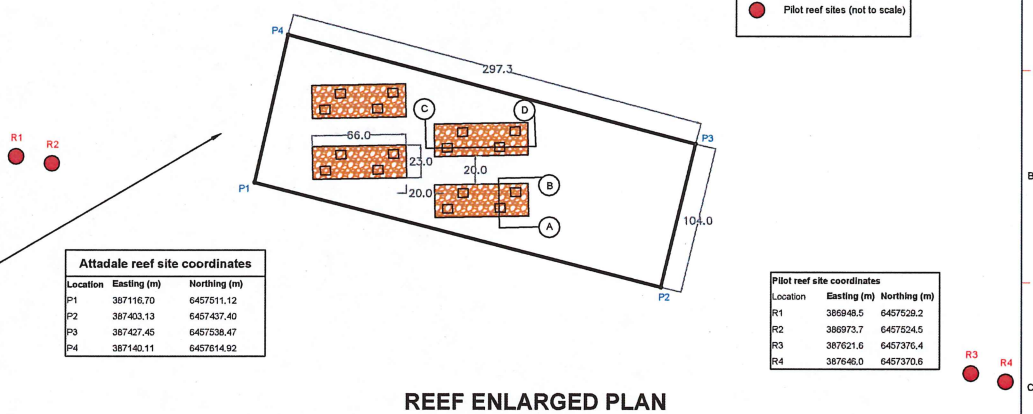 Pilot reef sites (not to scale)
P4
297.3
C
D
P3
R1
R2
66.0
23.0
20.0
B
P1
20.0
B
A
104.0
P2
Attadale reef site coordinates
Location Easting (m) Northing (m)
P1 387116.70 6457511.12
P2 387403.13 6457437.40
P3 387427.45 6457538.47
P4 387140.11 6457614.92
Pilot reef site coordinates
Location Easting (m) Northing (m)
R1 386948.5 6457529.2
R2 386973.7 6457524.5
R3 387621.6 6457376.4
R4 387646.0 6457370.6
R3
R4
C
REEF ENLARGED PLAN